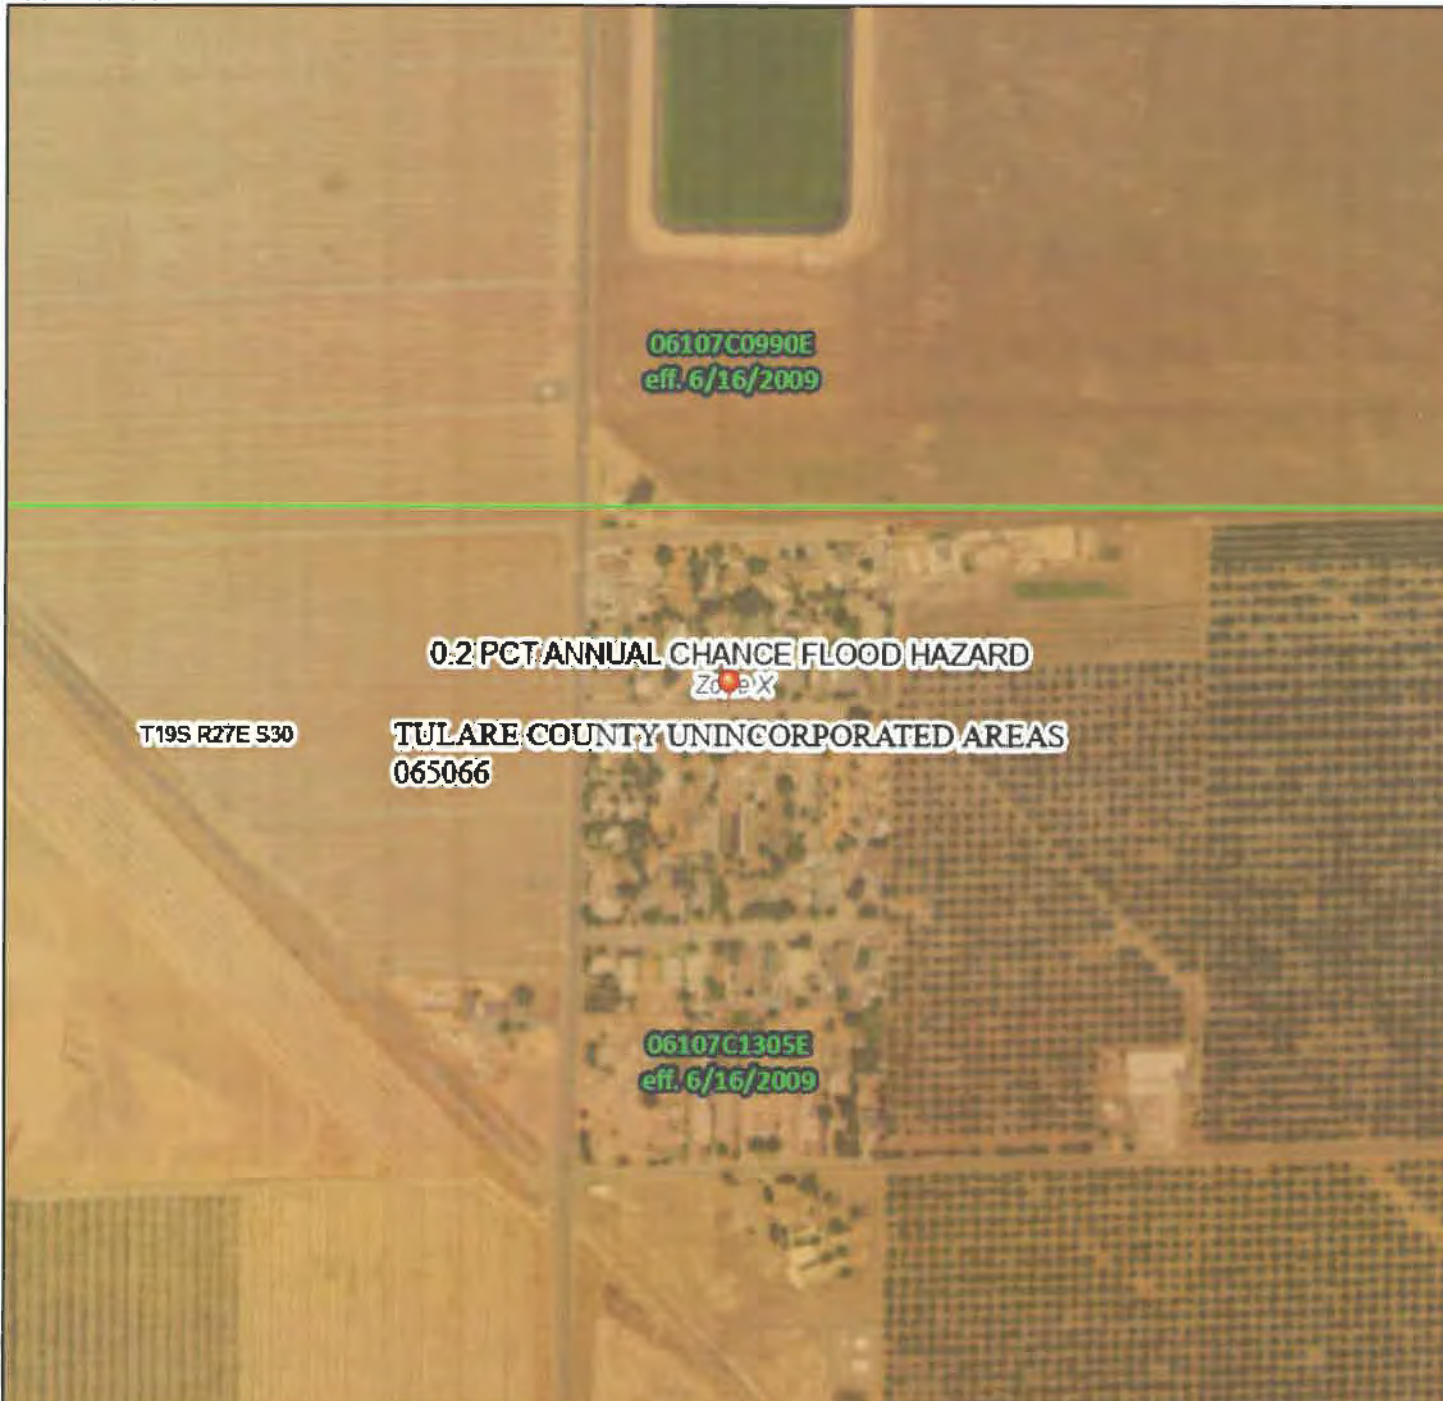 06107C0990E
eff. 6/16/2009
0.2 PCT ANNUAL CHANCE FLOOD HAZARD
Zone X
T19S R27E S30
TULARE COUNTY UNINCORPORATED AREAS
065066
06107C1305E
eff. 6/16/2009